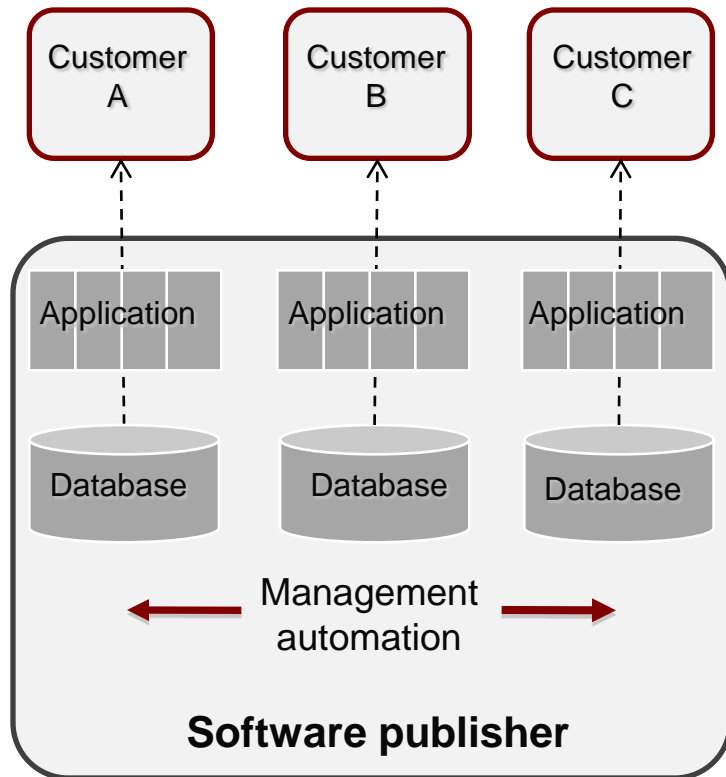 Customer
A
Customer
B
Customer
C
Application
Application
Application
Database
Database
Database
Management
automation
Software publisher